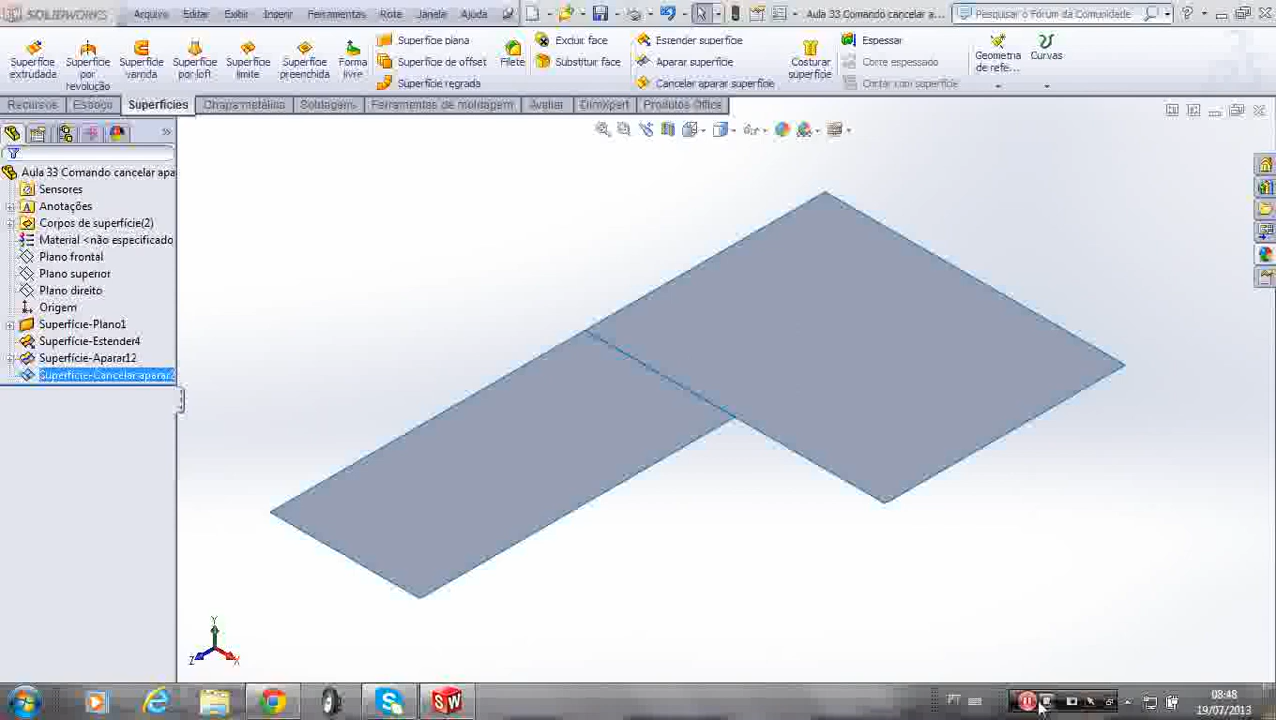 SOLIDWORKS Arquivo Editar Exibir Inserir Ferramentas Rota Janela Ajuda Aula 33 Comando cancelar a... Pesquisar o Fórum da Comunidade
Superfície extrudada
Superfície por revolução
Superfície varrida
Superfície por loft
Superfície limite
Superfície preenchida
Forma livre
Superfície plana
Superfície de offset
Superfície regrada
Filete
Excluir face
Substituir face
Estender superfície
Aparar superfície
Cancelar aparar superfície
Costurar superfície
Espessar
Corte espessado
Cortar com superfície
Geometria de refe...
Curvas
Recursos Esboço Superfícies Chapa metálica Soldagens Ferramentas de moldagem Avaliar DimXpert Produtos Office
Aula 33 Comando cancelar apa
Sensores
Anotações
Corpos de superfície(2)
Material <não especificado
Plano frontal
Plano superior
Plano direito
Origem
Superfície-Plano1
Superfície-Estender4
Superfície-Aparar12
Superfície-Cancelar aparar2
Y
Z X
PT
08:48
19/07/2013